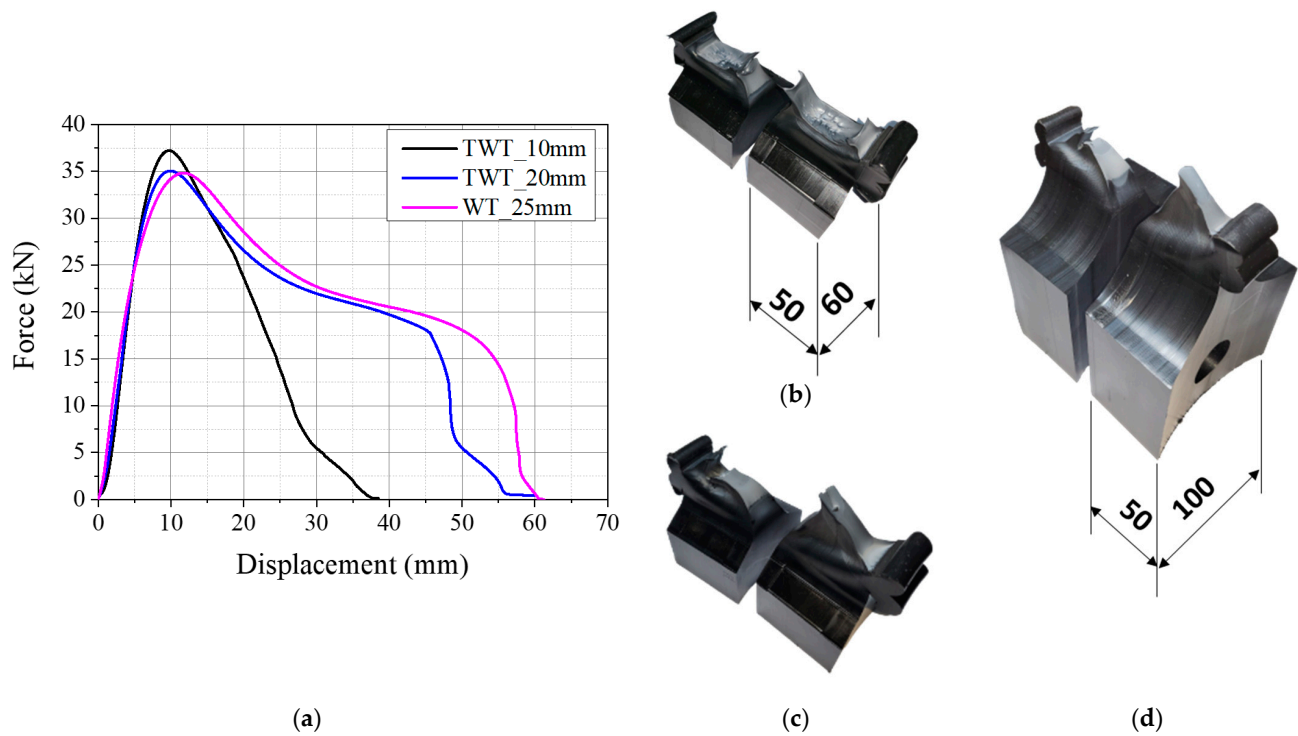 40
35
30
25
20
15
10
5
0
Force (kN)
TWT_10mm
TWT_20mm
WT_25mm
0 10 20 30 40 50 60 70
Displacement (mm)
(a)
50 60
(b)
(c)
50 100
(d)